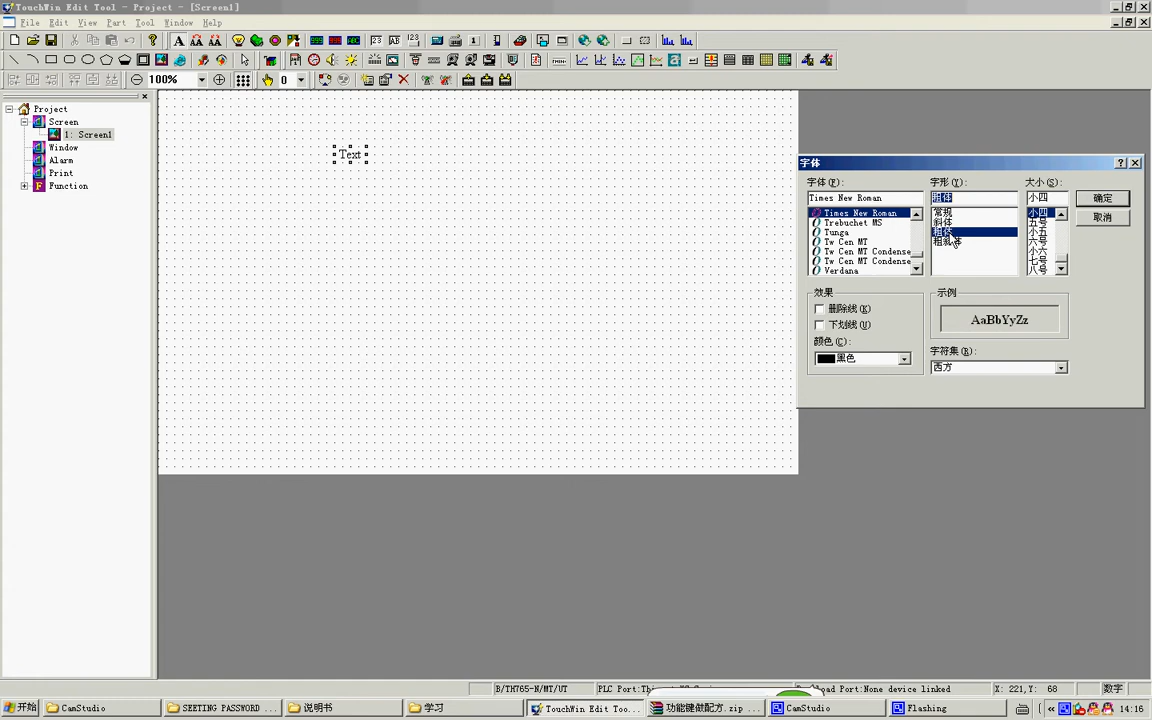 TouchWin Edit Tool - Project - [Screen1]
File Edit View Part Tool Window Help
100%
0
Project
Screen
1: Screen1
Window
Alarm
Print
Function
Text
字体
字体(F):
字形(Y):
大小(S):
Times New Roman
粗体
小四
确定
取消
Times New Roman
Trebuchet MS
Tunga
Tw Cen MT
Tw Cen MT Condense
Tw Cen MT Condense
Verdana
常规
斜体
粗体
粗斜体
小四
五号
小五
六号
小六
七号
八号
效果
删除线(K)
下划线(U)
颜色(C):
黑色
示例
AaBbYyZz
字符集(R):
西方
B/TH765-N/MT/UT
PLC Port:
Port:None device linked
X: 221,Y: 68
数字
开始
CamStudio
SEETING PASSWORD ...
说明书
学习
TouchWin Edit Too...
功能键做配方.zip ...
CamStudio
Flashing
14:16